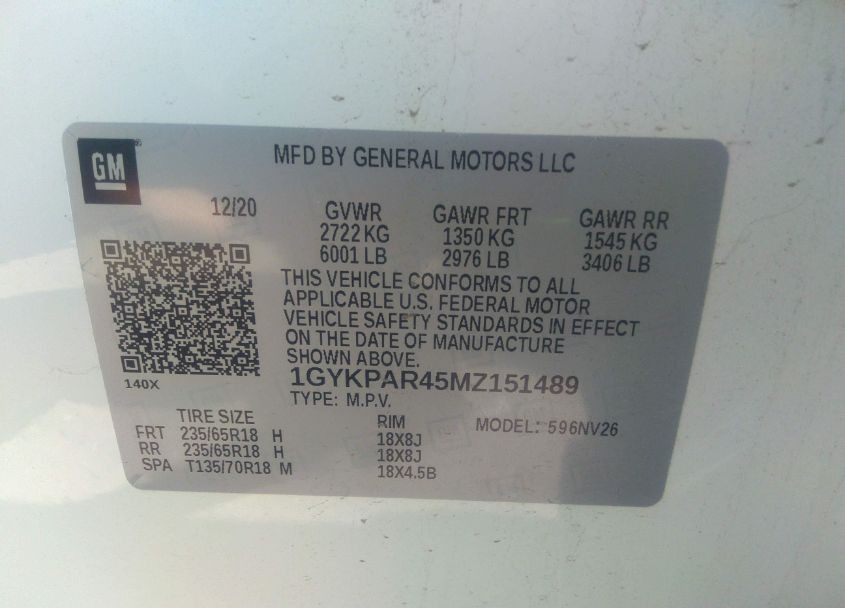 GM
MFD BY GENERAL MOTORS LLC
12/20 GVWR GAWR FRT GAWR RR
2722 KG 1350 KG 1545 KG
6001 LB 2976 LB 3406 LB
THIS VEHICLE CONFORMS TO ALL
APPLICABLE U.S. FEDERAL MOTOR
VEHICLE SAFETY STANDARDS IN EFFECT
ON THE DATE OF MANUFACTURE
SHOWN ABOVE.
140X
1GYKPAR45MZ151489
TYPE: M.P.V.
TIRE SIZE RIM MODEL: 596NV26
FRT 235/65R18 H 18X8J
RR 235/65R18 H 18X8J
SPA T135/70R18 M 18X4.5B